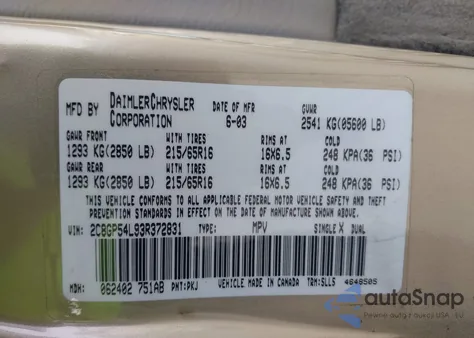 MFD BY DAIMLERCHRYSLER CORPORATION DATE OF MFR 6-03 GVWR 2541 KG(05600 LB)
GAWR FRONT WITH TIRES RIMS AT COLD
1293 KG(2850 LB) 215/65R16 16X6.5 248 KPA(36 PSI)
GAWR REAR WITH TIRES RIMS AT COLD
1293 KG(2850 LB) 215/65R16 16X6.5 248 KPA(36 PSI)
THIS VEHICLE CONFORMS TO ALL APPLICABLE FEDERAL MOTOR VEHICLE SAFETY AND
THEFT PREVENTION STANDARDS IN EFFECT ON THE DATE OF MANUFACTURE SHOWN ABOVE.
VIN: 2C8GP54L93R372831 TYPE: MPV SINGLE X DUAL
VEHICLE MADE IN CANADA 4648505
MDH: 062402 751AB PNT:PKJ TRM:SLLS
autoSnap